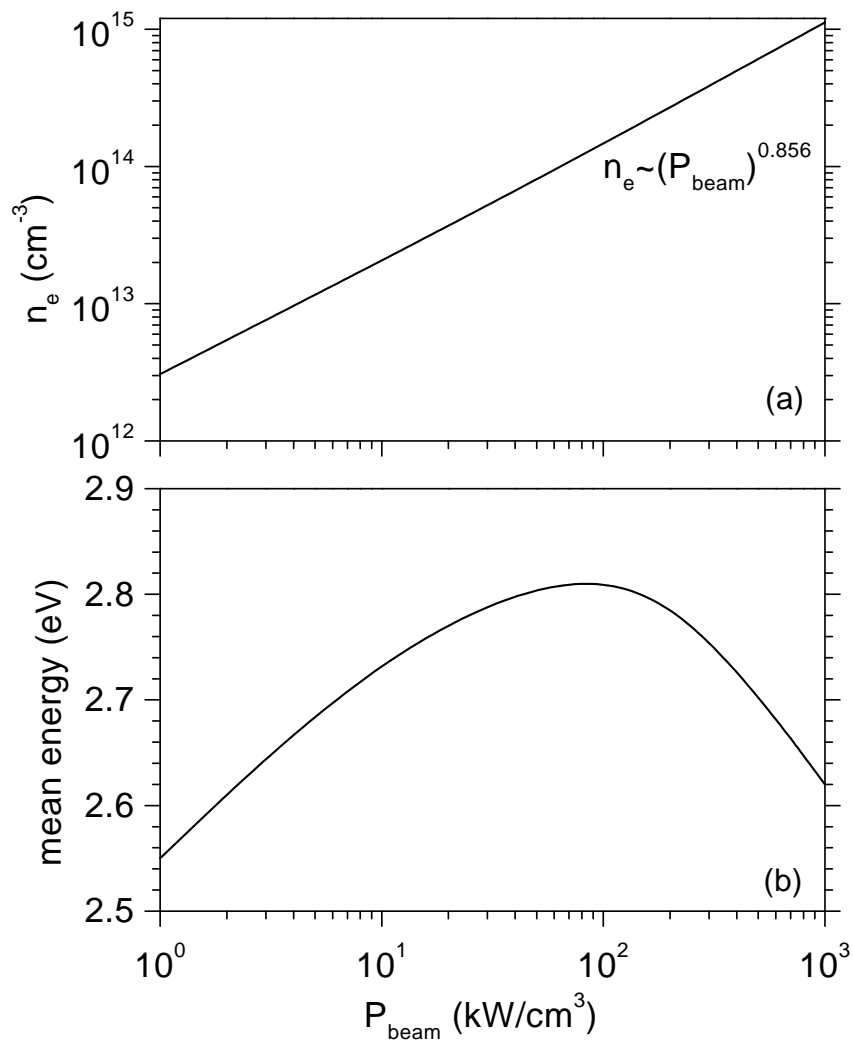 10^15
10^14
10^13
10^12
n_e (cm^-3)
n_e~(P_beam)^0.856
(a)
2.9
2.8
2.7
2.6
2.5
mean energy (eV)
(b)
10^0 10^1 10^2 10^3
P_beam (kW/cm^3)